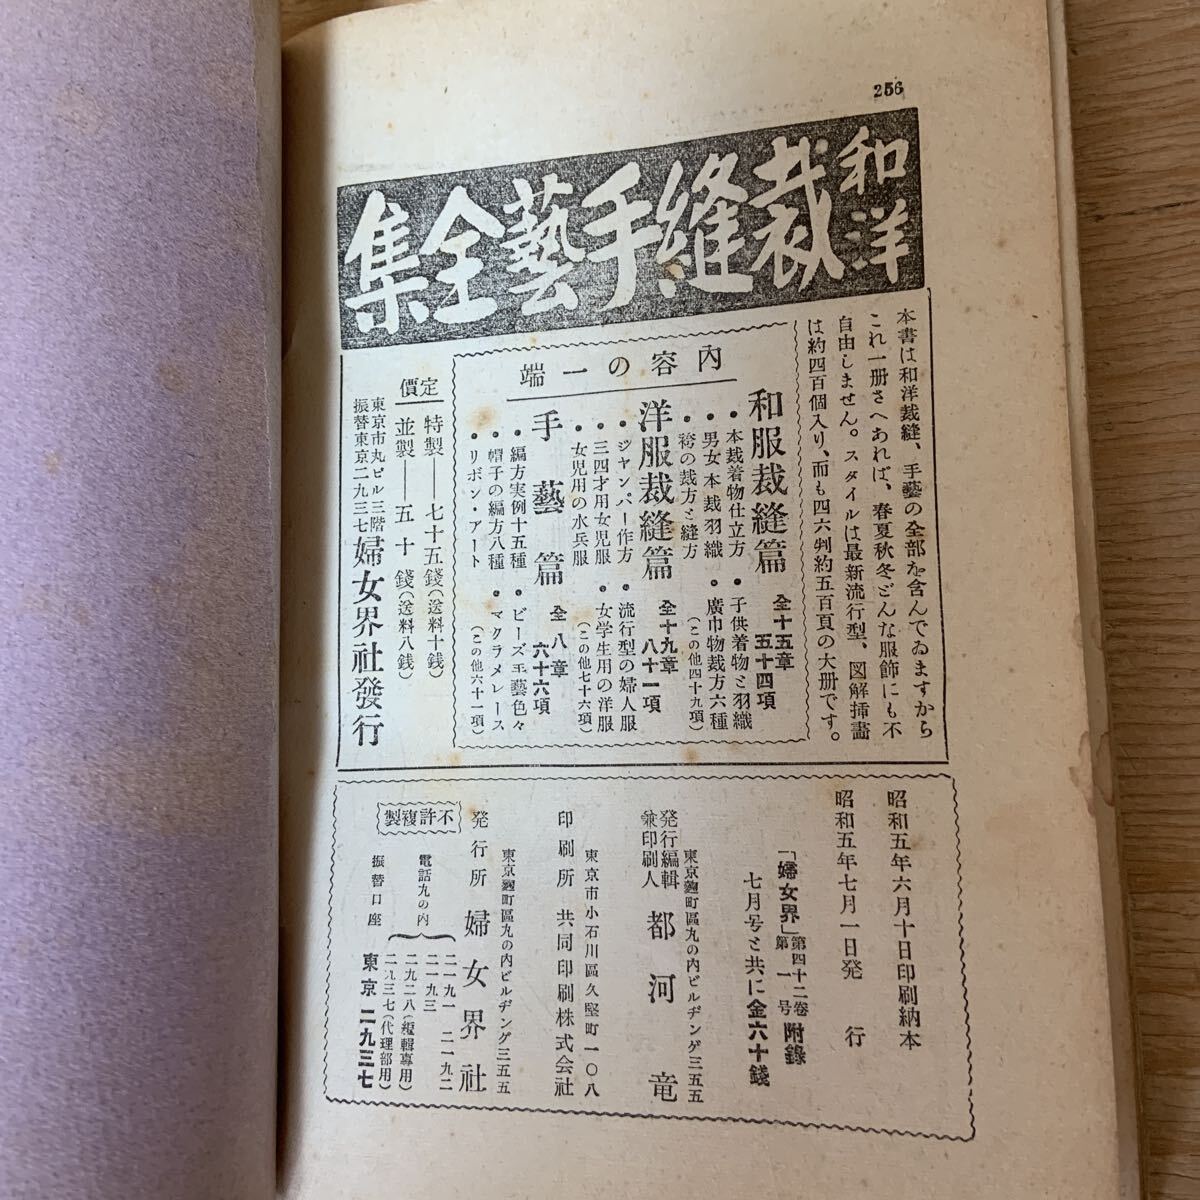 256
和洋
裁縫手藝全集
本書は和洋裁縫、手藝の全部を含んでゐますから
これ一册さへあれば、春夏秋冬どんな服飾にも不
自由しません。スタイルは最新流行型、図解挿畵
は約四百個入り、而も四六判約五百頁の大册です。
內容の一端
和服裁縫篇 全十五章 五十四項
・本裁着物仕立方 ・子供着物と羽織
・男女本裁羽織 ・廣巾物裁方六種
・袴の裁方と縫方 (この他四十九項)
洋服裁縫篇 全十九章 八十一項
・ジャンパー作方 ・流行型の婦人服
・三四才用女児服 ・女学生用の洋服
・女児用の水兵服 (この他七十六項)
手藝篇 全八章 六十六項
・編方実例十五種 ・ビーズ手藝色々
・帽子の編方八種 ・マクラメレース
・リボン・アート (この他六十一項)
定價
特製——七十五錢(送料十銭)
並製——五十錢(送料八銭)
東京市丸ビル三階
振替東京二九三七
婦女界社發行
昭和五年六月十日印刷納本
昭和五年七月一日発行
「婦女界」第四十二卷第一号附錄
七月号と共に金六十錢
東京麴町區丸の内ビルヂング三五五
発行編輯兼印刷人 都河竜
東京市小石川區久堅町一〇八
印刷所 共同印刷株式会社
東京麴町區丸の内ビルヂング三五五
発行所 婦女界社
不許複製
電話丸の内
二一九一 二一九二
二一九三
二九二八(編輯専用)
二九三七(代理部用)
振替口座 東京二九三七